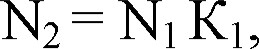 N₂ = N₁ К₁,